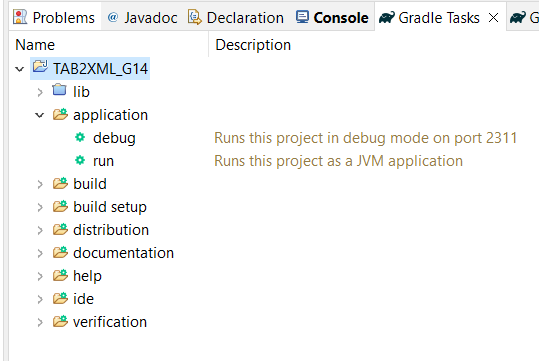 Problems @ Javadoc Declaration Console Gradle Tasks G
Name Description
TAB2XML_G14
lib
application
debug Runs this project in debug mode on port 2311
run Runs this project as a JVM application
build
build setup
distribution
documentation
help
ide
verification